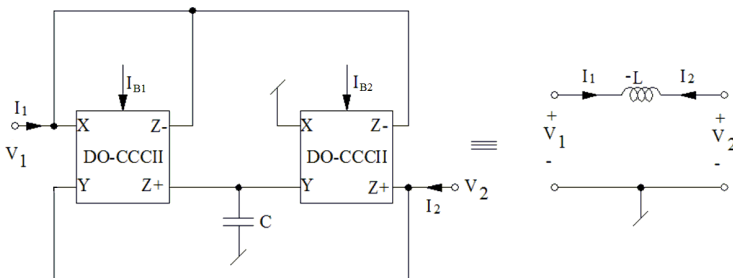 I1
V1
IB1
X
Z-
DO-CCCII
Y
Z+
C
IB2
X
Z-
DO-CCCII
Y
Z+
I2
V2
≡
I1
-L
I2
+
V1
-
+
V2
-